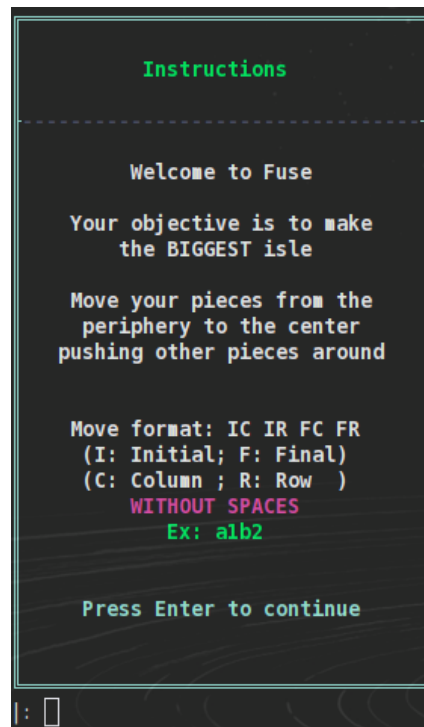 Instructions
Welcome to Fuse
Your objective is to make
the BIGGEST isle
Move your pieces from the
periphery to the center
pushing other pieces around
Move format: IC IR FC FR
(I: Initial; F: Final)
(C: Column ; R: Row  )
WITHOUT SPACES
Ex: a1b2
Press Enter to continue
|: